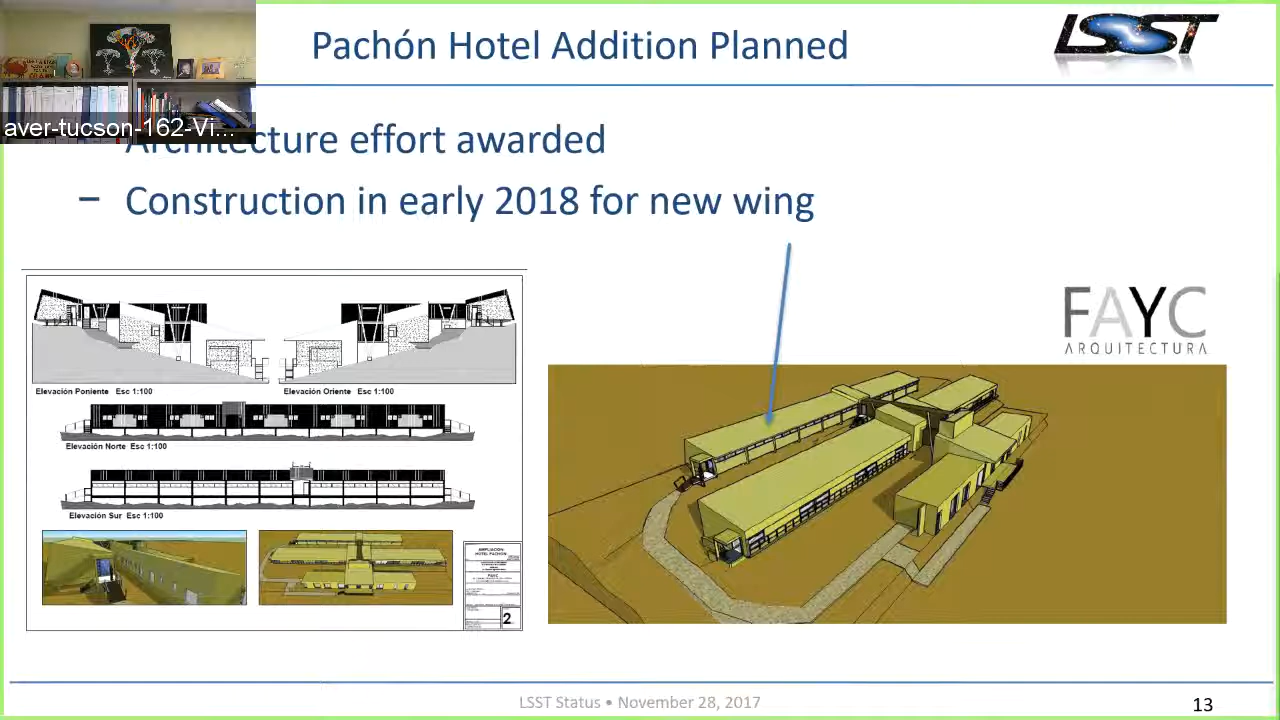 Pachón Hotel Addition Planned
LSST
aver-tucson-162-Vi...
Architecture effort awarded
– Construction in early 2018 for new wing
FAYC
ARQUITECTURA
Elevación Poniente Esc 1:100
Elevación Oriente Esc 1:100
Elevación Norte Esc 1:100
Elevación Sur Esc 1:100
AMPLIACION
HOTEL PACHÓN
FAYC
2
LSST Status • November 28, 2017
13